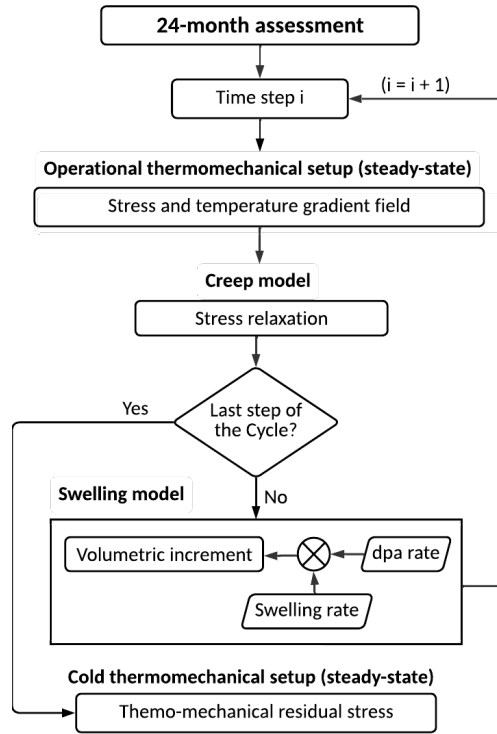 24-month assessment
Time step i
(i = i + 1)
Operational thermomechanical setup (steady-state)
Stress and temperature gradient field
Creep model
Stress relaxation
Yes
Last step of
the Cycle?
No
Swelling model
Volumetric increment
dpa rate
Swelling rate
Cold thermomechanical setup (steady-state)
Themo-mechanical residual stress